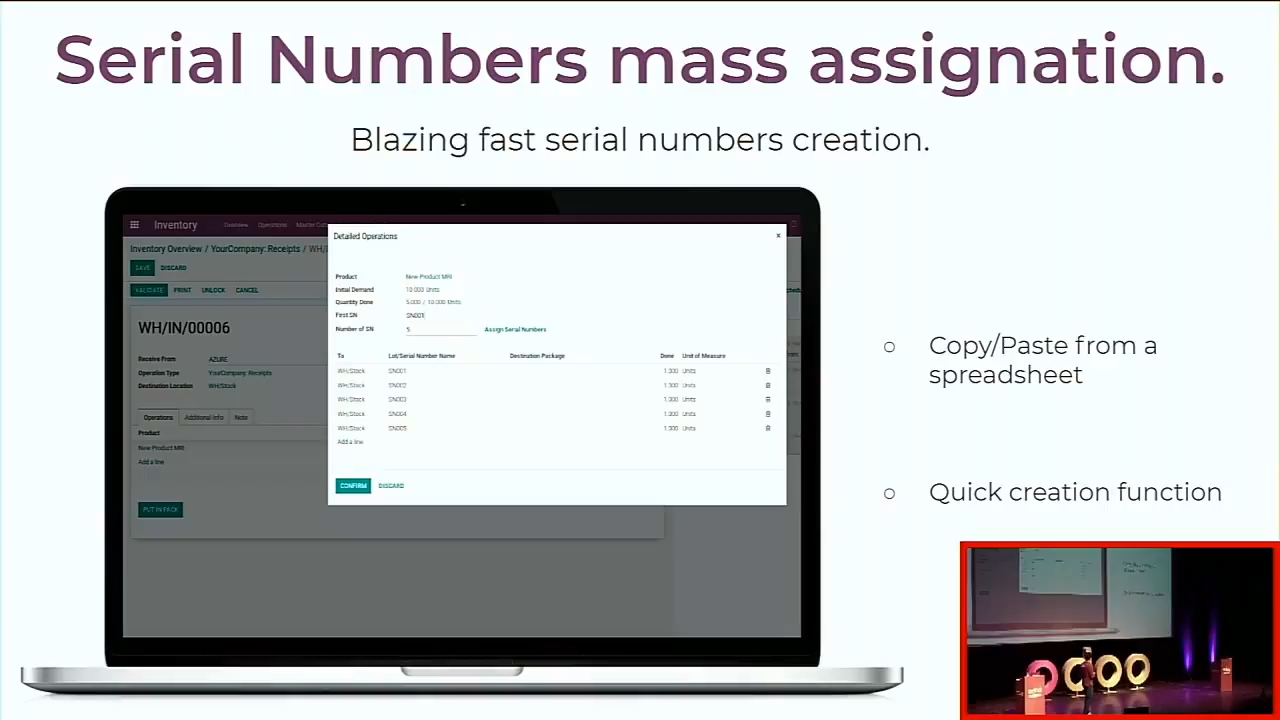 Serial Numbers mass assignation.
Blazing fast serial numbers creation.
Inventory Overview Operations
Inventory Overview / YourCompany: Receipts / WH/
SAVE DISCARD
VALIDATE PRINT UNLOCK CANCEL
WH/IN/00006
Receive From AZURE
Operation Type YourCompany: Receipts
Destination Location WH/Stock
Operations Additional Info Note
Product
New Product MRI
Add a line
PUT IN PACK
Detailed Operations ×
Product New Product MRI
Initial Demand 10.000 Units
Quantity Done 5.000 / 10.000 Units
First SN SN001
Number of SN 5 Assign Serial Numbers
To Lot/Serial Number Name Destination Package Done Unit of Measure
WH/Stock SN001 1.000 Units
WH/Stock SN002 1.000 Units
WH/Stock SN003 1.000 Units
WH/Stock SN004 1.000 Units
WH/Stock SN005 1.000 Units
Add a line
CONFIRM DISCARD
Copy/Paste from a
spreadsheet
Quick creation function
odoo